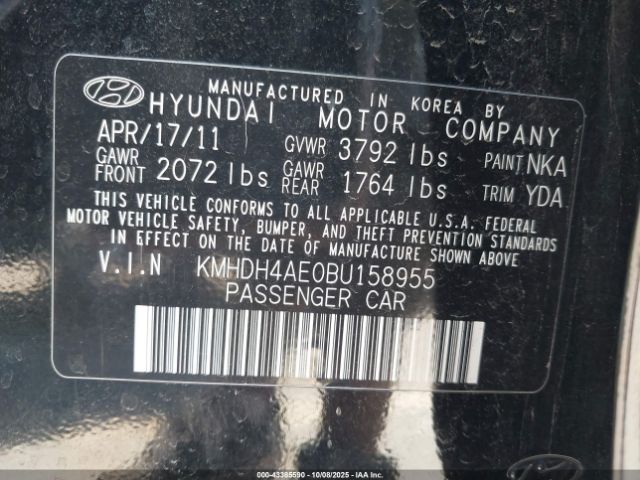 MANUFACTURED IN KOREA BY
HYUNDAI MOTOR COMPANY
APR/17/11 GVWR 3792 lbs PAINT NKA
GAWR FRONT 2072 lbs GAWR REAR 1764 lbs TRIM YDA
THIS VEHICLE CONFORMS TO ALL APPLICABLE U.S.A. FEDERAL
MOTOR VEHICLE SAFETY, BUMPER, AND THEFT PREVENTION
STANDARDS IN EFFECT ON THE DATE OF MANUFACTURE SHOWN ABOVE
V.I.N KMHDH4AE0BU158955
PASSENGER CAR
000-43365590 - 10/08/2025 - IAAI.COM